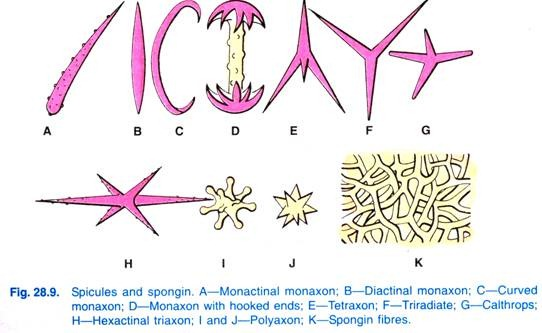 A B C D E F G
H I J K
Fig. 28.9. Spicules and spongin. A—Monactinal monaxon; B—Diactinal monaxon; C—Curved
monaxon; D—Monaxon with hooked ends; E—Tetraxon; F—Triradiate; G—Calthrops;
H—Hexactinal triaxon; I and J—Polyaxon; K—Spongin fibres.